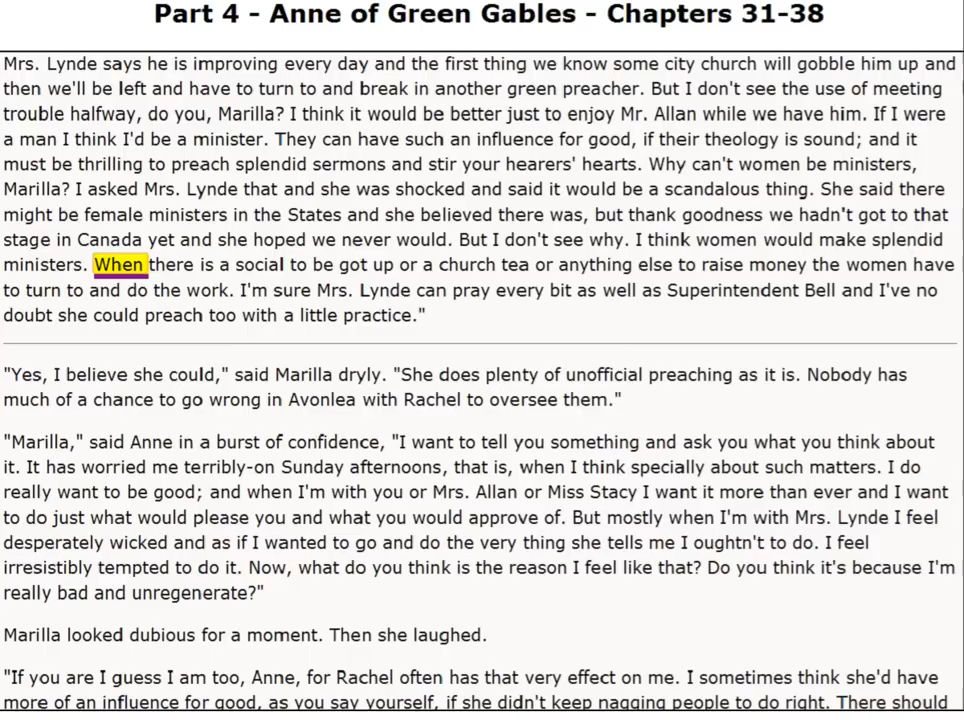 Part 4 - Anne of Green Gables - Chapters 31-38
Mrs. Lynde says he is improving every day and the first thing we know some city church will gobble him up and
then we'll be left and have to turn to and break in another green preacher. But I don't see the use of meeting
trouble halfway, do you, Marilla? I think it would be better just to enjoy Mr. Allan while we have him. If I were
a man I think I'd be a minister. They can have such an influence for good, if their theology is sound; and it
must be thrilling to preach splendid sermons and stir your hearers' hearts. Why can't women be ministers,
Marilla? I asked Mrs. Lynde that and she was shocked and said it would be a scandalous thing. She said there
might be female ministers in the States and she believed there was, but thank goodness we hadn't got to that
stage in Canada yet and she hoped we never would. But I don't see why. I think women would make splendid
ministers. When there is a social to be got up or a church tea or anything else to raise money the women have
to turn to and do the work. I'm sure Mrs. Lynde can pray every bit as well as Superintendent Bell and I've no
doubt she could preach too with a little practice."
"Yes, I believe she could," said Marilla dryly. "She does plenty of unofficial preaching as it is. Nobody has
much of a chance to go wrong in Avonlea with Rachel to oversee them."
"Marilla," said Anne in a burst of confidence, "I want to tell you something and ask you what you think about
it. It has worried me terribly-on Sunday afternoons, that is, when I think specially about such matters. I do
really want to be good; and when I'm with you or Mrs. Allan or Miss Stacy I want it more than ever and I want
to do just what would please you and what you would approve of. But mostly when I'm with Mrs. Lynde I feel
desperately wicked and as if I wanted to go and do the very thing she tells me I oughtn't to do. I feel
irresistibly tempted to do it. Now, what do you think is the reason I feel like that? Do you think it's because I'm
really bad and unregenerate?"
Marilla looked dubious for a moment. Then she laughed.
"If you are I guess I am too, Anne, for Rachel often has that very effect on me. I sometimes think she'd have
more of an influence for good, as you say yourself, if she didn't keep nagging people to do right. There should